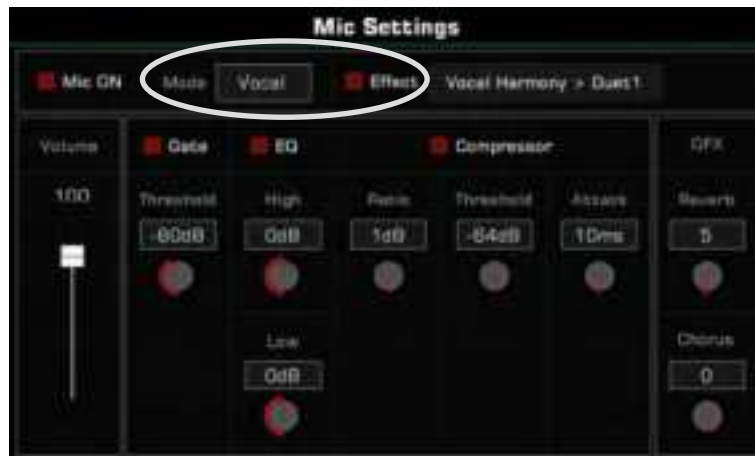 Mic Settings
Mic ON Mode Vocal Effect Vocal Harmony > Duet1
Volume Gate EQ Compressor GFX
100 Threshold High Ratio Threshold Attack Reverb
0dB 1dB -64dB 10ms 5
Low Chorus
0dB 0